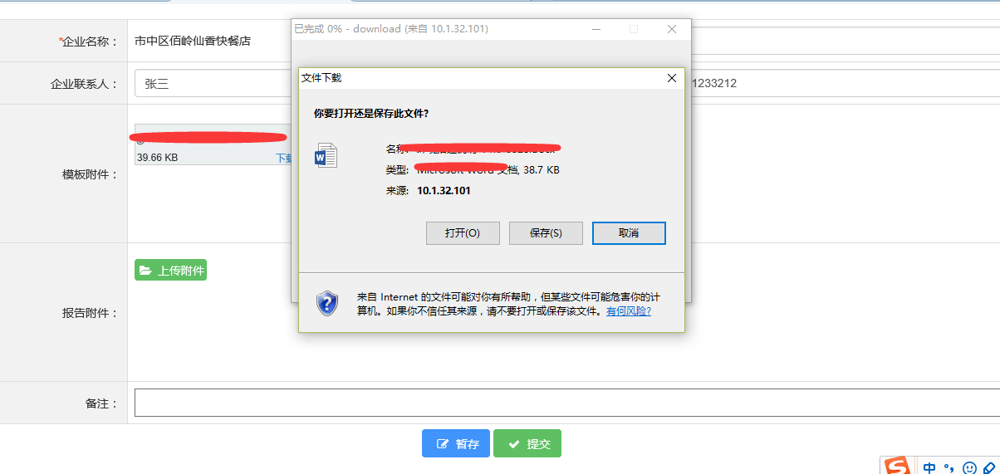 已完成 0% - download (来自 10.1.32.101)
*企业名称：
市中区佰岭仙香快餐店
文件下载
企业联系人：
张三
1233212
你要打开还是保存此文件?
39.66 KB
下载
名称:
类型:
文档, 38.7 KB
模板附件：
来源: 10.1.32.101
打开(O)
保存(S)
取消
上传附件
来自 Internet 的文件可能对你有所帮助，但某些文件可能危害你的计
算机。如果你不信任其来源，请不要打开或保存该文件。有何风险?
报告附件：
备注：
暂存
提交
中